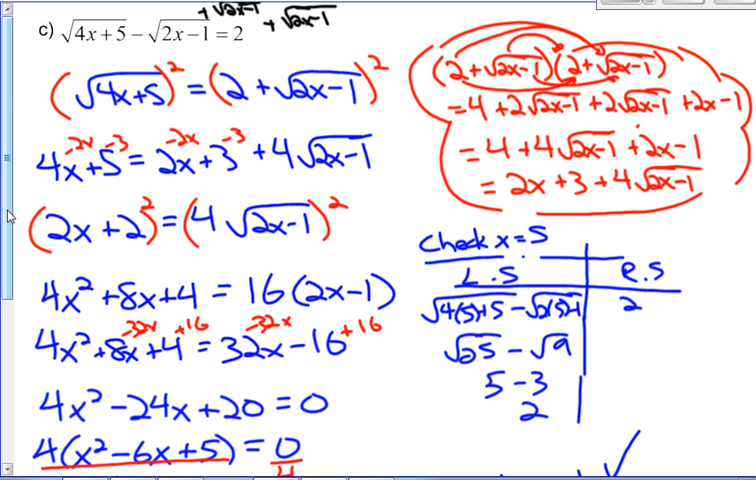 +√(2x-1) + √(2x-1)
c) √(4x+5) − √(2x−1) = 2
(√(4x+5))² = (2 + √(2x-1))²
-2x -3 -2x -3
4x+5 = 2x+3 + 4√(2x-1)
(2x+2)² = (4√(2x-1))²
4x² + 8x + 4 = 16(2x-1)
-32x +16 -32x +16
4x² + 8x + 4 = 32x - 16
4x² - 24x + 20 = 0
4(x² - 6x + 5) = 0
4
(2 + √(2x-1))(2 + √(2x-1))
= 4 + 2√(2x-1) + 2√(2x-1) + 2x - 1
= 4 + 4√(2x-1) + 2x - 1
= 2x + 3 + 4√(2x-1)
Check x=5
L.S R.S
√(4(5)+5) - √(2(5)-1) 2
√25 - √9
5 - 3
2
✓